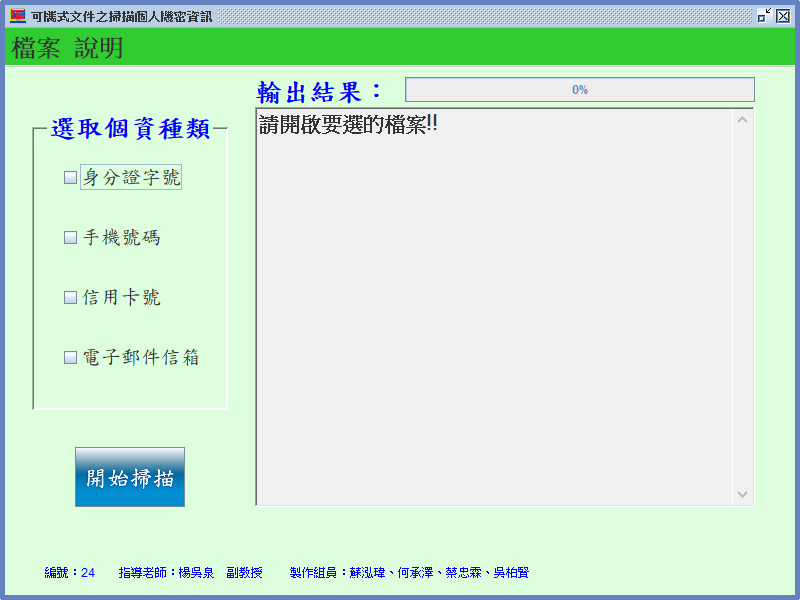 可攜式文件之掃描個人機密資訊
檔案 說明
輸出結果：
0%
請開啟要選的檔案!!
選取個資種類
身分證字號
手機號碼
信用卡號
電子郵件信箱
開始掃描
編號：24 指導老師：楊吳泉 副教授 製作組員：蘇泓瑋、何承澤、蔡忠霖、吳柏賢